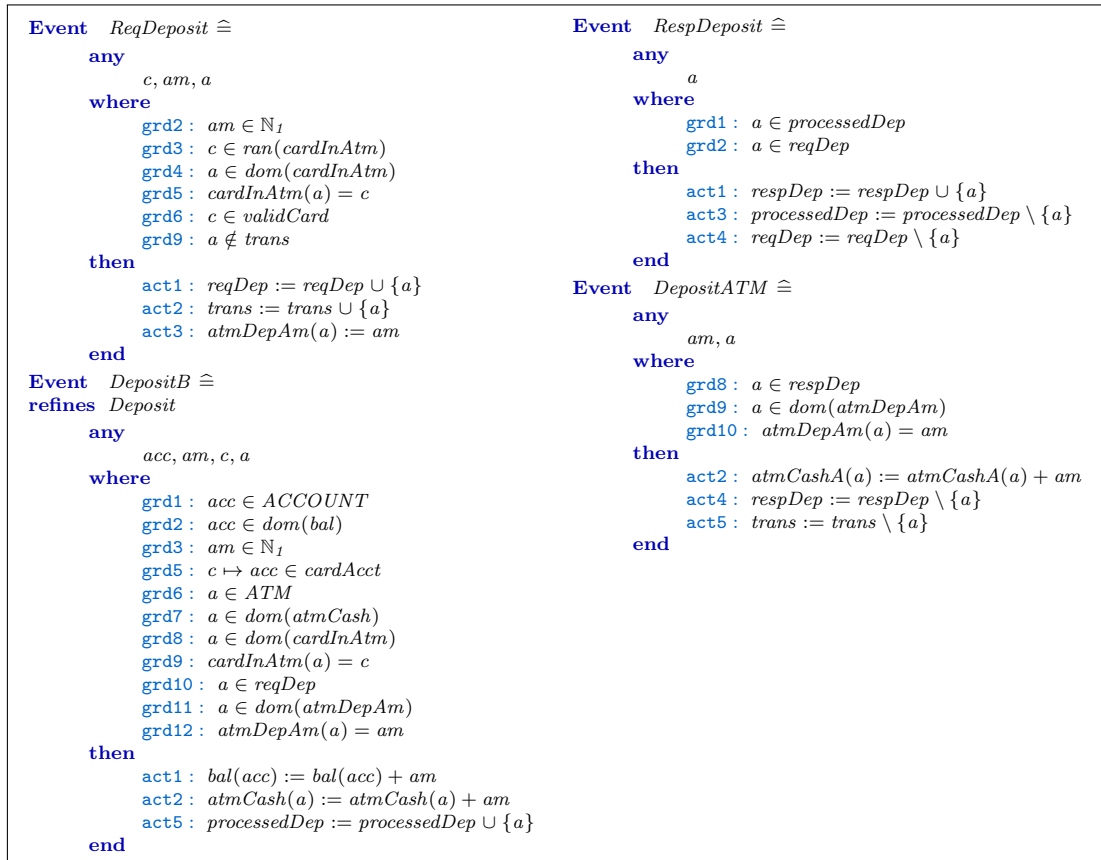 Event ReqDeposit ≙
any
c, am, a
where
grd2 : am ∈ ℕ₁
grd3 : c ∈ ran(cardInAtm)
grd4 : a ∈ dom(cardInAtm)
grd5 : cardInAtm(a) = c
grd6 : c ∈ validCard
grd9 : a ∉ trans
then
act1 : reqDep := reqDep ∪ {a}
act2 : trans := trans ∪ {a}
act3 : atmDepAm(a) := am
end
Event DepositB ≙
refines Deposit
any
acc, am, c, a
where
grd1 : acc ∈ ACCOUNT
grd2 : acc ∈ dom(bal)
grd3 : am ∈ ℕ₁
grd5 : c ↦ acc ∈ cardAcct
grd6 : a ∈ ATM
grd7 : a ∈ dom(atmCash)
grd8 : a ∈ dom(cardInAtm)
grd9 : cardInAtm(a) = c
grd10 : a ∈ reqDep
grd11 : a ∈ dom(atmDepAm)
grd12 : atmDepAm(a) = am
then
act1 : bal(acc) := bal(acc) + am
act2 : atmCash(a) := atmCash(a) + am
act5 : processedDep := processedDep ∪ {a}
end
Event RespDeposit ≙
any
a
where
grd1 : a ∈ processedDep
grd2 : a ∈ reqDep
then
act1 : respDep := respDep ∪ {a}
act3 : processedDep := processedDep \ {a}
act4 : reqDep := reqDep \ {a}
end
Event DepositATM ≙
any
am, a
where
grd8 : a ∈ respDep
grd9 : a ∈ dom(atmDepAm)
grd10 : atmDepAm(a) = am
then
act2 : atmCashA(a) := atmCashA(a) + am
act4 : respDep := respDep \ {a}
act5 : trans := trans \ {a}
end